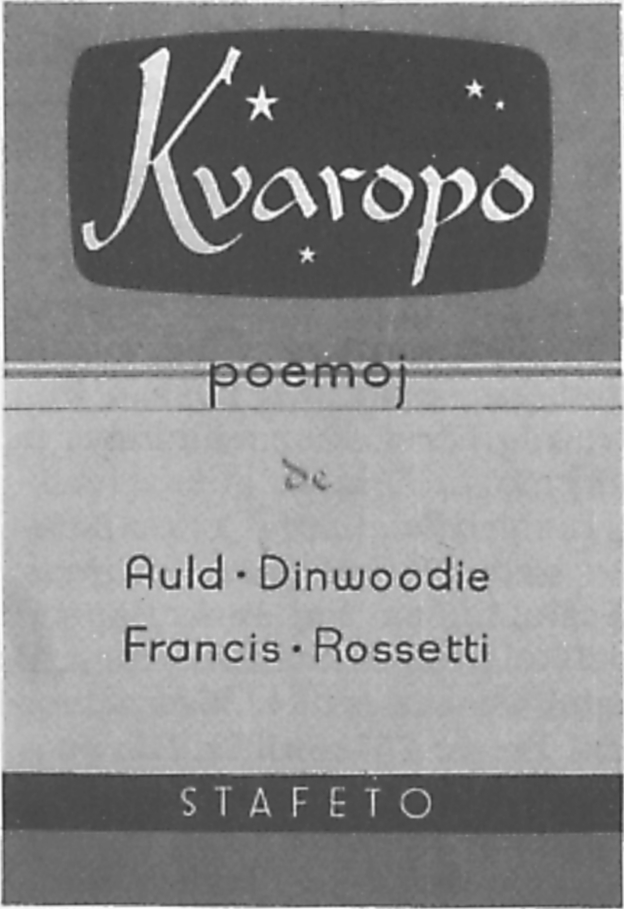 Kvaropo
poemoj
de
Auld · Dinwoodie
Francis · Rossetti
STAFETO